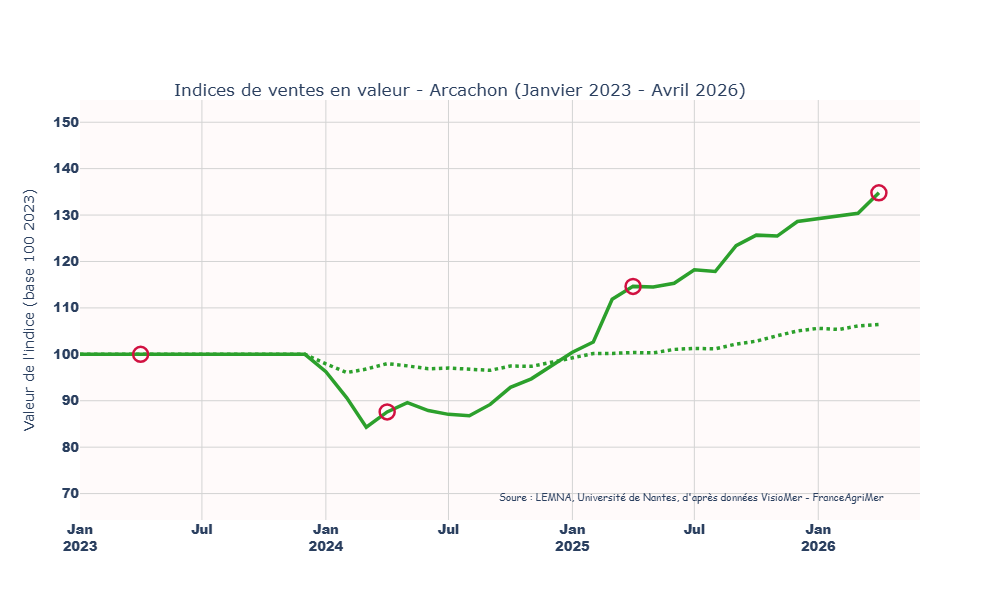 Indices de ventes en valeur - Arcachon (Janvier 2023 - Avril 2026)
Valeur de l'indice (base 100 2023)
150
140
130
120
110
100
90
80
70
Soure : LEMNA, Université de Nantes, d'après données VisioMer - FranceAgriMer
Jan Jul Jan Jul Jan Jul Jan
2023 2024 2025 2026